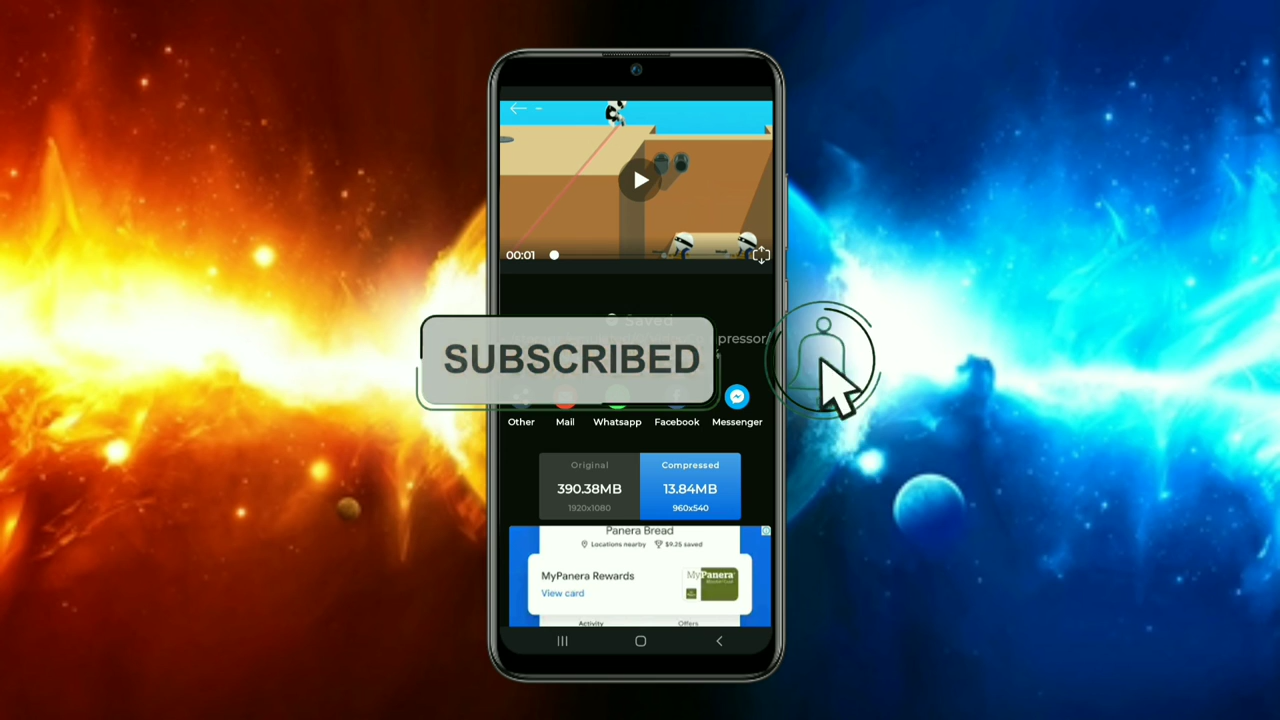 00:01
Saved
pressor/
SUBSCRIBED
Other Mail Whatsapp Facebook Messenger
Original Compressed
390.38MB 13.84MB
1920x1080 960x540
Panera Bread
Locations nearby $9.25 saved
MyPanera Rewards
View card
MyPanera
Activity Offers